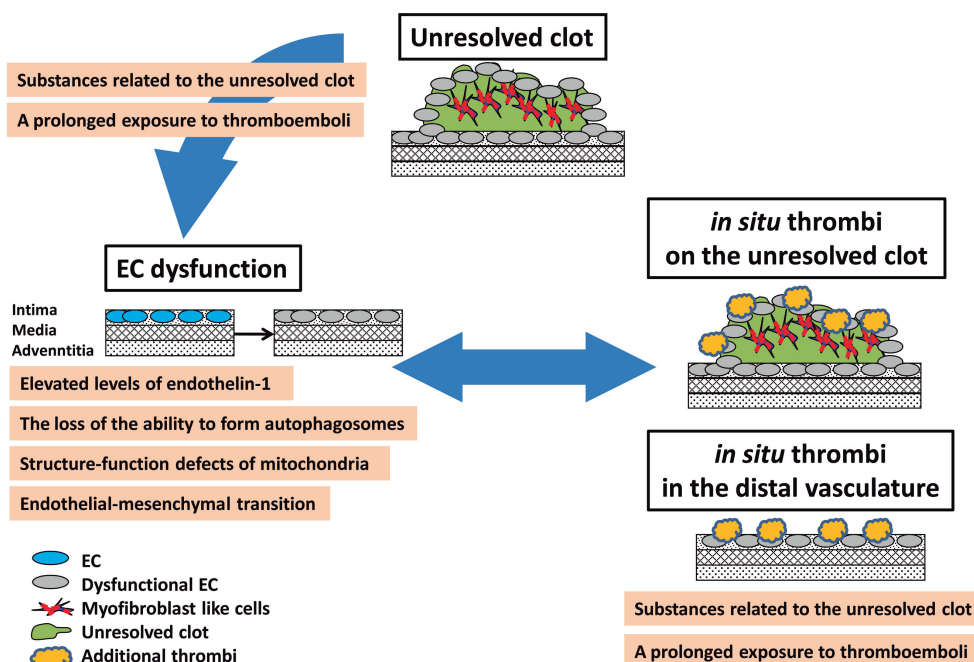 Unresolved clot
Substances related to the unresolved clot
A prolonged exposure to thromboemboli
in situ thrombi
on the unresolved clot
EC dysfunction
Intima
Media
Advenntitia
Elevated levels of endothelin-1
The loss of the ability to form autophagosomes
Structure-function defects of mitochondria
Endothelial-mesenchymal transition
in situ thrombi
in the distal vasculature
EC
Dysfunctional EC
Myofibroblast like cells
Unresolved clot
Additional thrombi
Substances related to the unresolved clot
A prolonged exposure to thromboemboli